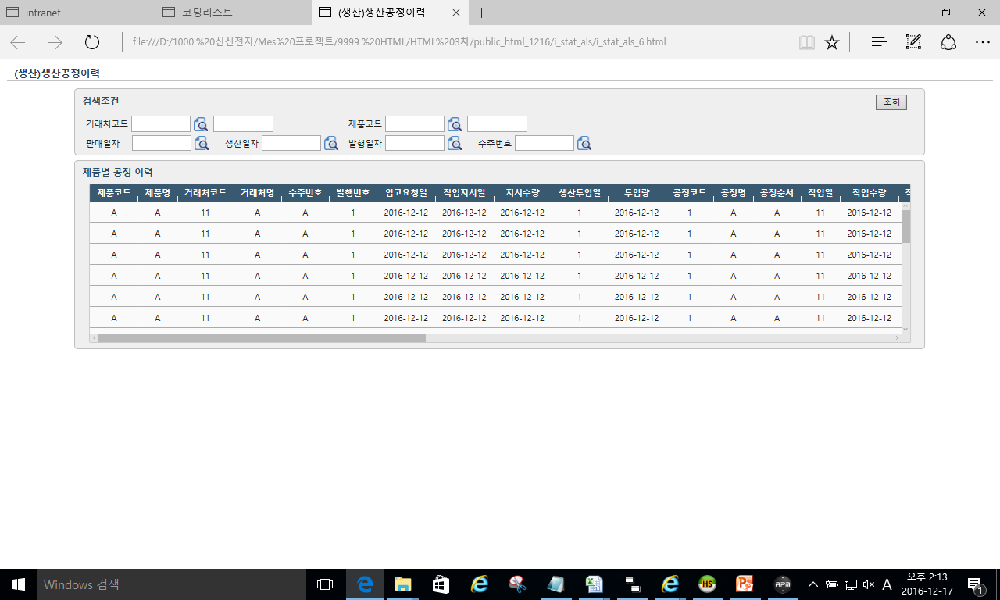 intranet 코딩리스트 (생산)생산공정이력
file:///D:/1000.%20신신전자/Mes%20프로젝트/9999.%20HTML/HTML%203차/public_html_1216/i_stat_als/i_stat_als_6.html
(생산)생산공정이력
검색조건 조회
거래처코드 제품코드
판매일자 생산일자 발행일자 수주번호
제품별 공정 이력
제품코드 제품명 거래처코드 거래처명 수주번호 발행번호 입고요청일 작업지시일 지시수량 생산투입일 투입량 공정코드 공정명 공정순서 작업일 작업수량
A A 11 A A 1 2016-12-12 2016-12-12 2016-12-12 1 2016-12-12 1 A A 11 2016-12-12
A A 11 A A 1 2016-12-12 2016-12-12 2016-12-12 1 2016-12-12 1 A A 11 2016-12-12
A A 11 A A 1 2016-12-12 2016-12-12 2016-12-12 1 2016-12-12 1 A A 11 2016-12-12
A A 11 A A 1 2016-12-12 2016-12-12 2016-12-12 1 2016-12-12 1 A A 11 2016-12-12
A A 11 A A 1 2016-12-12 2016-12-12 2016-12-12 1 2016-12-12 1 A A 11 2016-12-12
A A 11 A A 1 2016-12-12 2016-12-12 2016-12-12 1 2016-12-12 1 A A 11 2016-12-12
Windows 검색 HS APM A 오후 2:13
2016-12-17 1